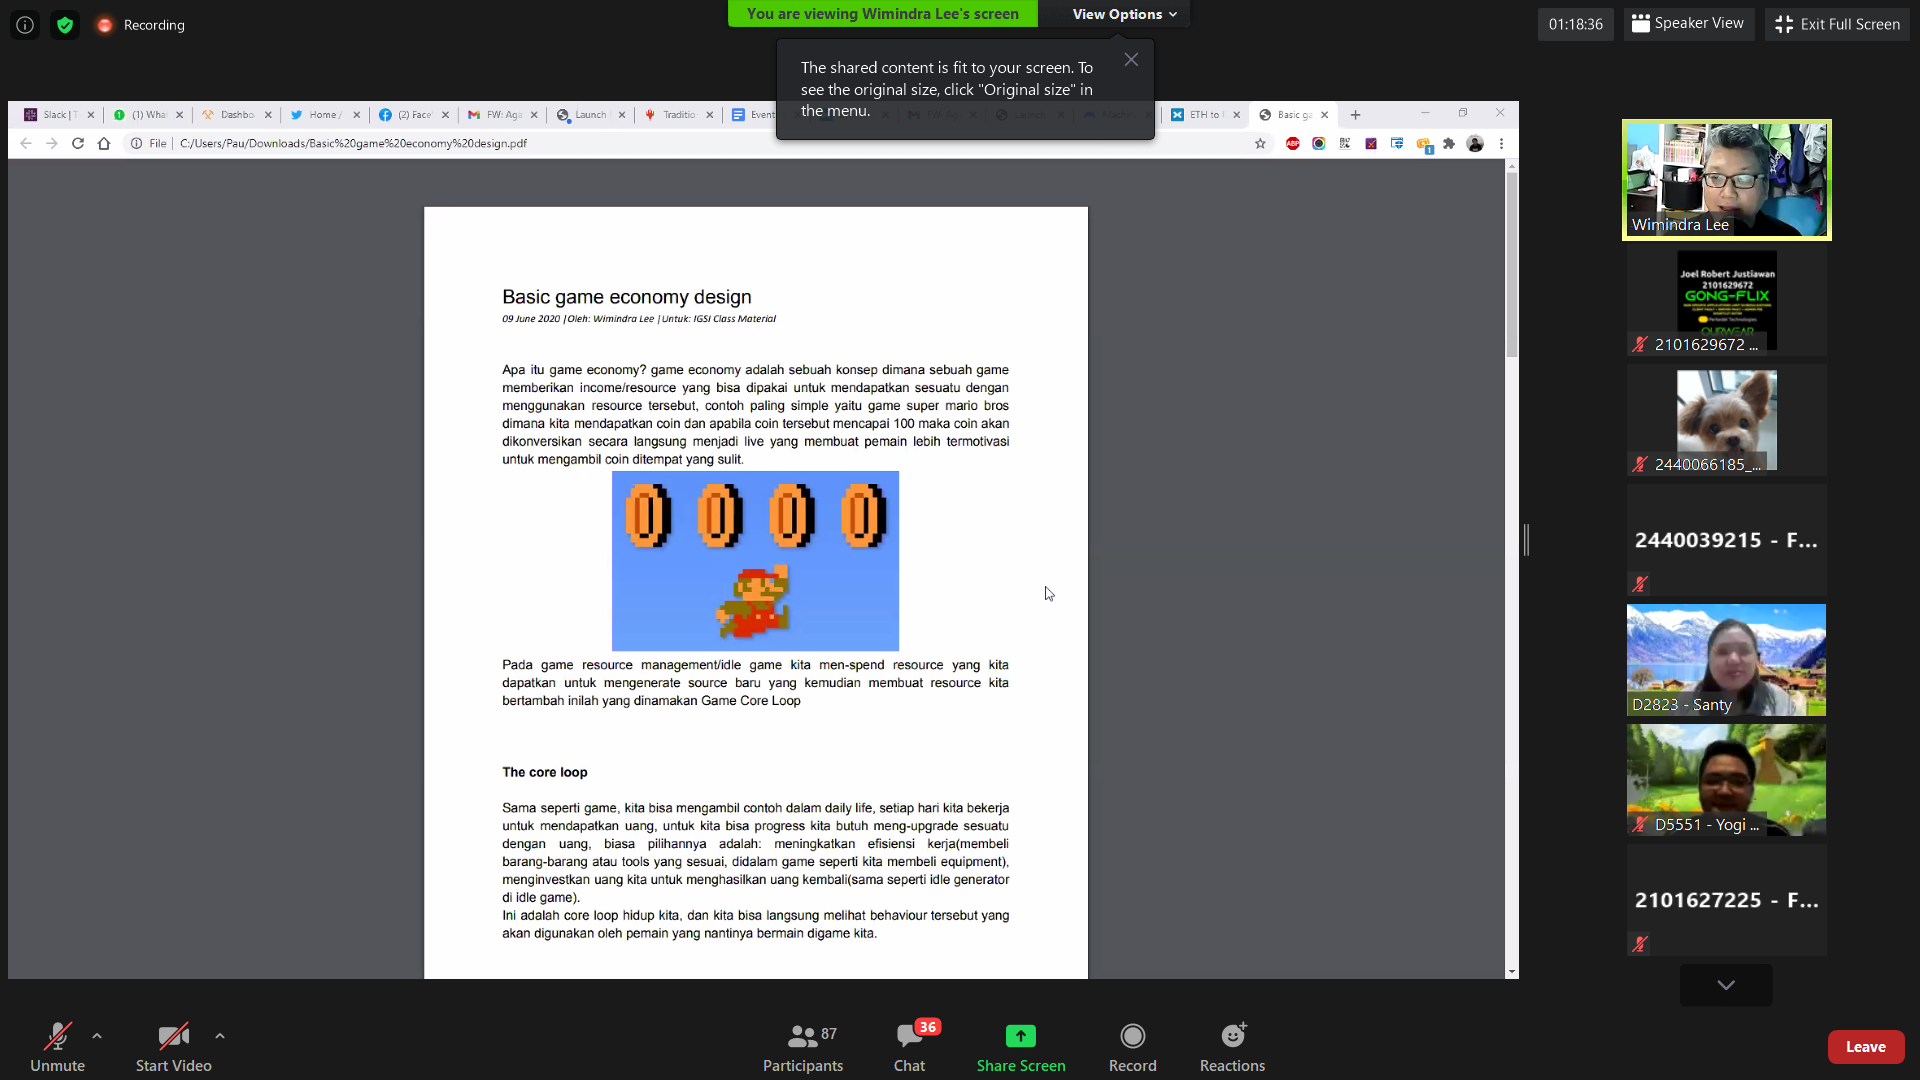 Recording
You are viewing Wimindra Lee's screen
View Options
01:18:36
Speaker View
Exit Full Screen
The shared content is fit to your screen. To
see the original size, click "Original size" in
the menu.
Slack | T
(1) Wha
Dashbo
Home /
(2) Face
FW: Aga
Launch
Traditio
Event
ETH to
Basic ga
File
C:/Users/Pau/Downloads/Basic%20game%20economy%20design.pdf
ABP
Basic game economy design
09 June 2020 |Oleh: Wimindra Lee |Untuk: IGSI Class Material
Apa itu game economy? game economy adalah sebuah konsep dimana sebuah game
memberikan income/resource yang bisa dipakai untuk mendapatkan sesuatu dengan
menggunakan resource tersebut, contoh paling simple yaitu game super mario bros
dimana kita mendapatkan coin dan apabila coin tersebut mencapai 100 maka coin akan
dikonversikan secara langsung menjadi live yang membuat pemain lebih termotivasi
untuk mengambil coin ditempat yang sulit.
Pada game resource management/idle game kita men-spend resource yang kita
dapatkan untuk mengenerate source baru yang kemudian membuat resource kita
bertambah inilah yang dinamakan Game Core Loop
The core loop
Sama seperti game, kita bisa mengambil contoh dalam daily life, setiap hari kita bekerja
untuk mendapatkan uang, untuk kita bisa progress kita butuh meng-upgrade sesuatu
dengan uang, biasa pilihannya adalah: meningkatkan efisiensi kerja(membeli
barang-barang atau tools yang sesuai, didalam game seperti kita membeli equipment),
menginvestkan uang kita untuk menghasilkan uang kembali(sama seperti idle generator
di idle game).
Ini adalah core loop hidup kita, dan kita bisa langsung melihat behaviour tersebut yang
akan digunakan oleh pemain yang nantinya bermain digame kita.
Wimindra Lee
Joel Robert Justiawan
2101629672
GONG-FLIX
OURWEAR
2101629672 ...
2440066185_...
2440039215 - F...
D2823 - Santy
D5551 - Yogi ...
2101627225 - F...
Unmute
Start Video
87
Participants
36
Chat
Share Screen
Record
Reactions
Leave